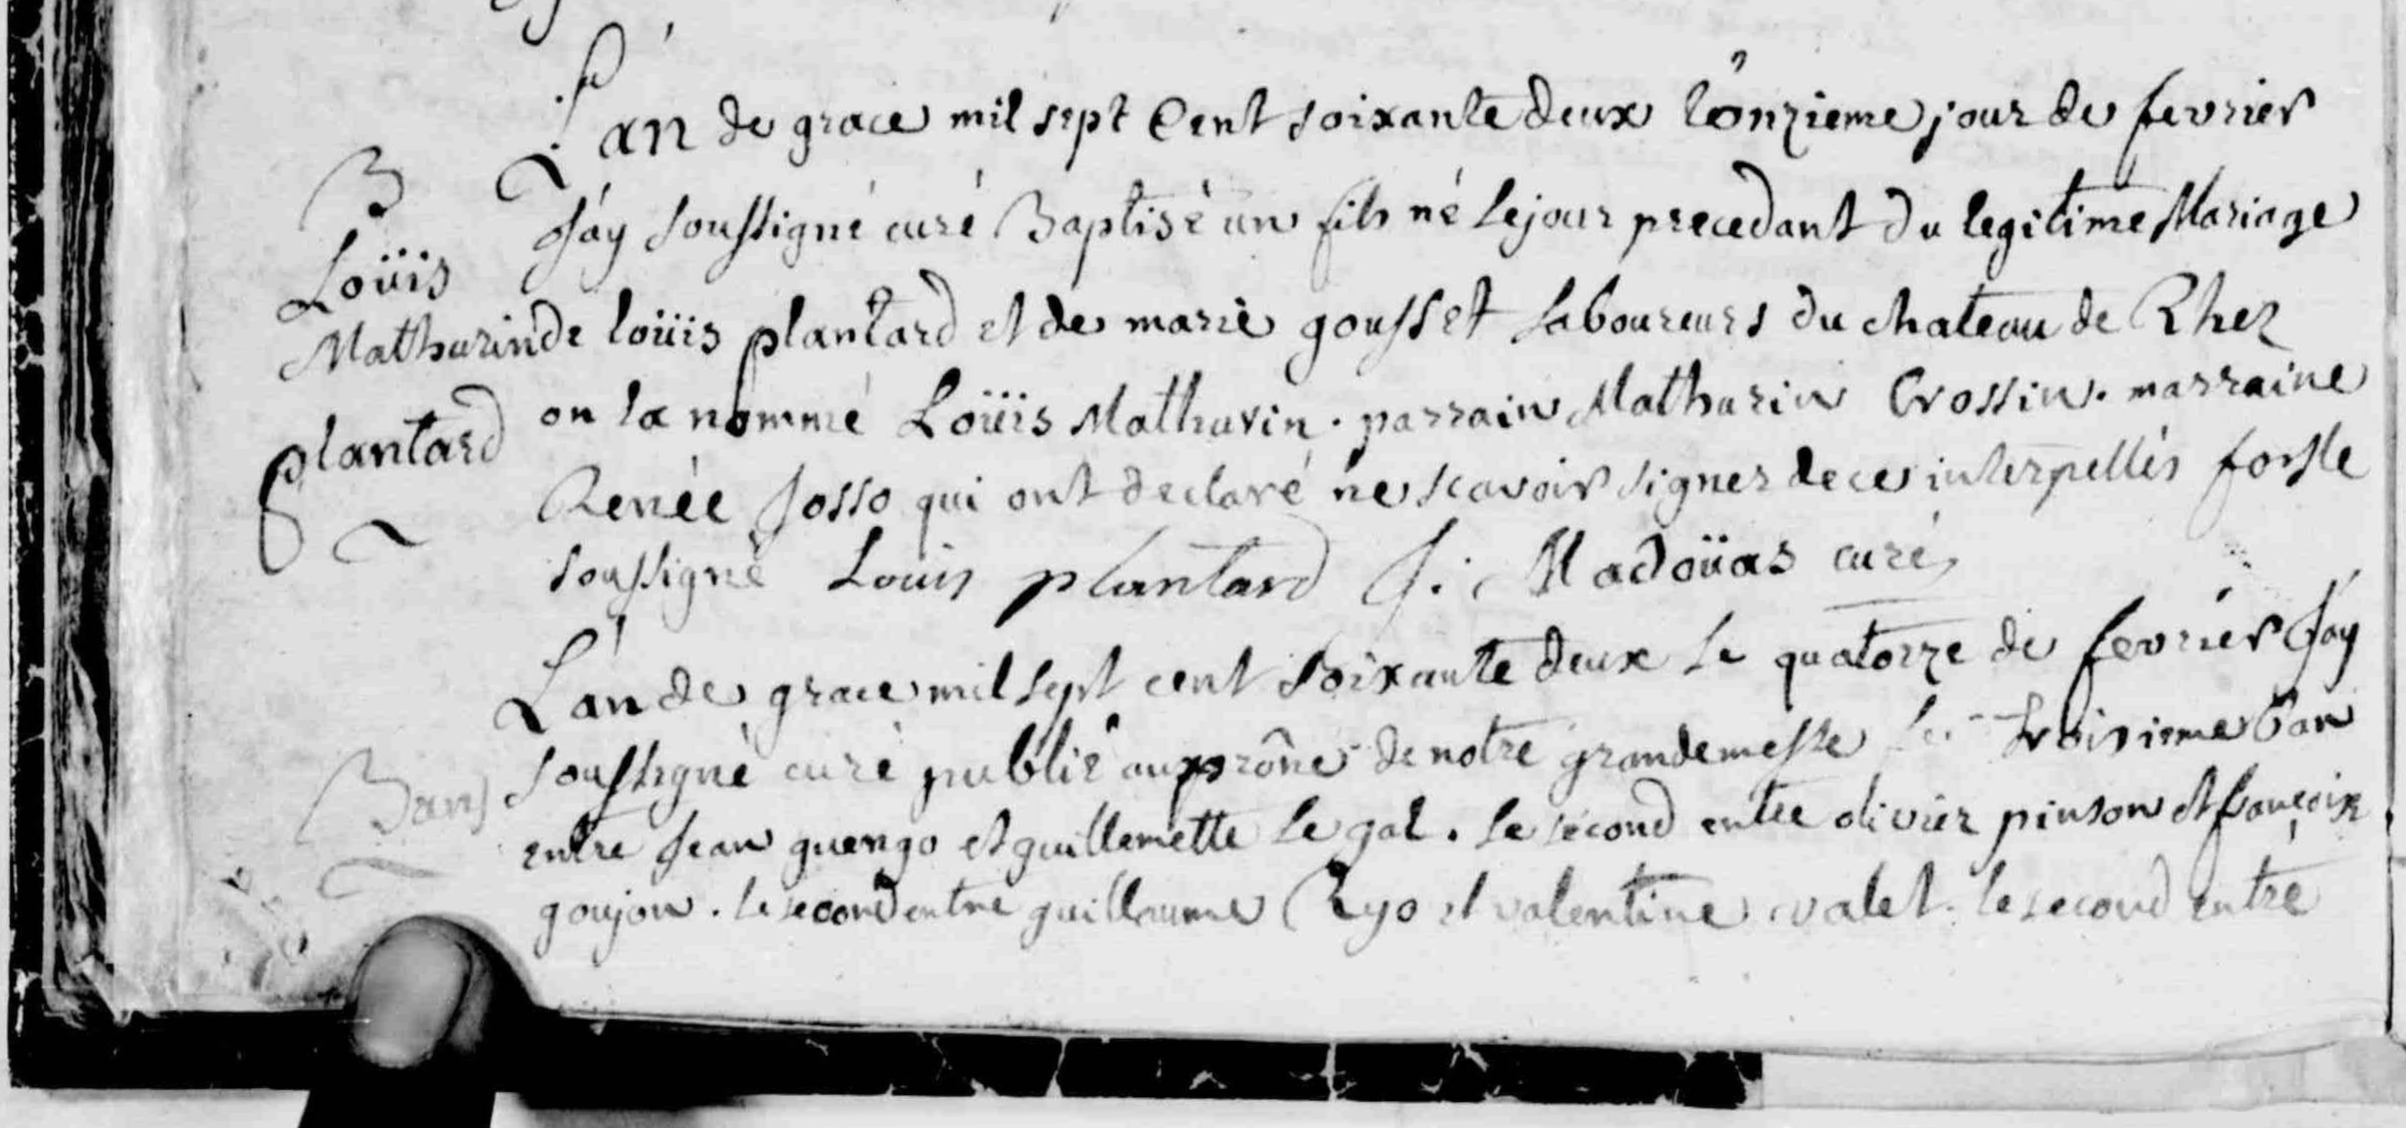 L'an de grace mil sept Cent soixante deux l'onzieme jour de fevrier
B
J'ay soussigné curé Baptisé un fils né le jour precedant du legitime Mariage
Loüis
Mathurin
de loüis plantard et de marie gousset laboureurs du chateau de Rhez
plantard
on la nommé Loüis Mathurin. parrain Mathurin Crossin. marraine
Renée Josso qui ont declaré ne scavoir signer de ce interpellés fors le
soussigné Louis plantard J. Madoüas curé
L'an de grace mil sept cent soixante deux le quatorze de fevrier J'ay
soussigné curé publié au prône de notre grande messe le troisieme ban
Bans
entre Jean guengo et guillemette le gal. le second entre olivier pinson et françoise
goujon. le second entre guillaume Ryo et valentine valet. le second entre